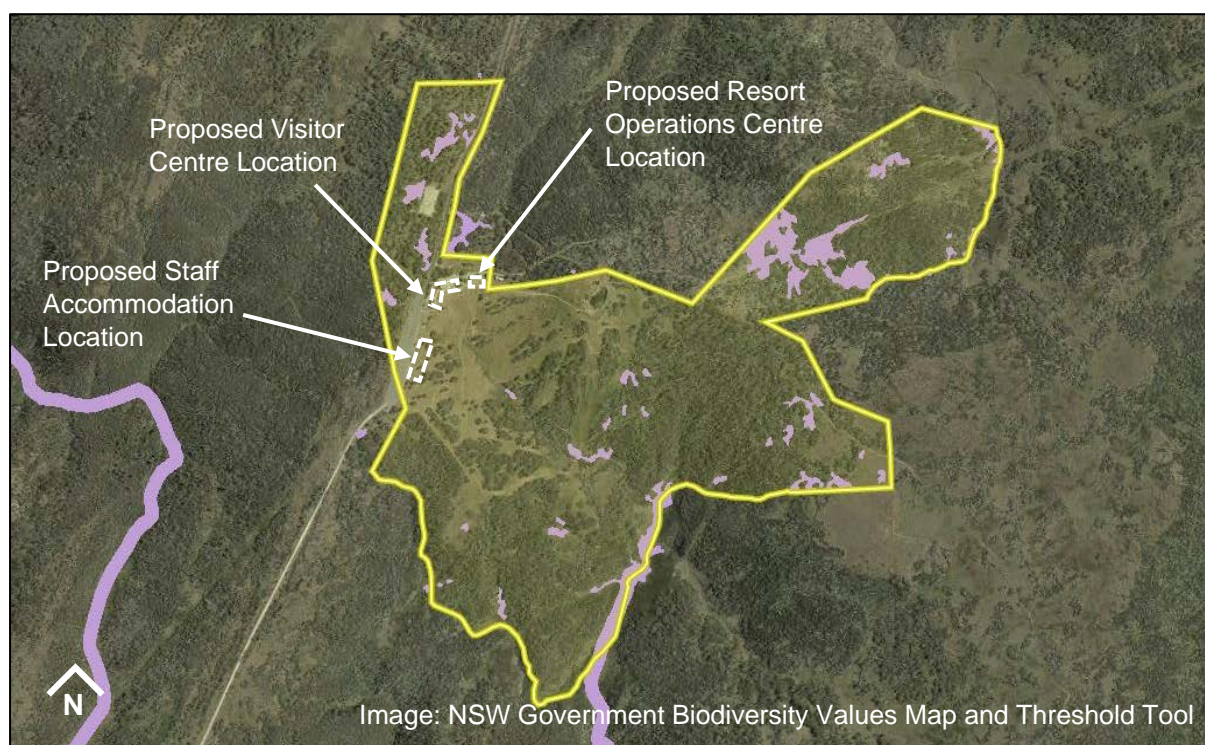 Proposed Resort
Operations Centre
Location
Proposed Visitor
Centre Location
Proposed Staff
Accommodation
Location
N
Image: NSW Government Biodiversity Values Map and Threshold Tool